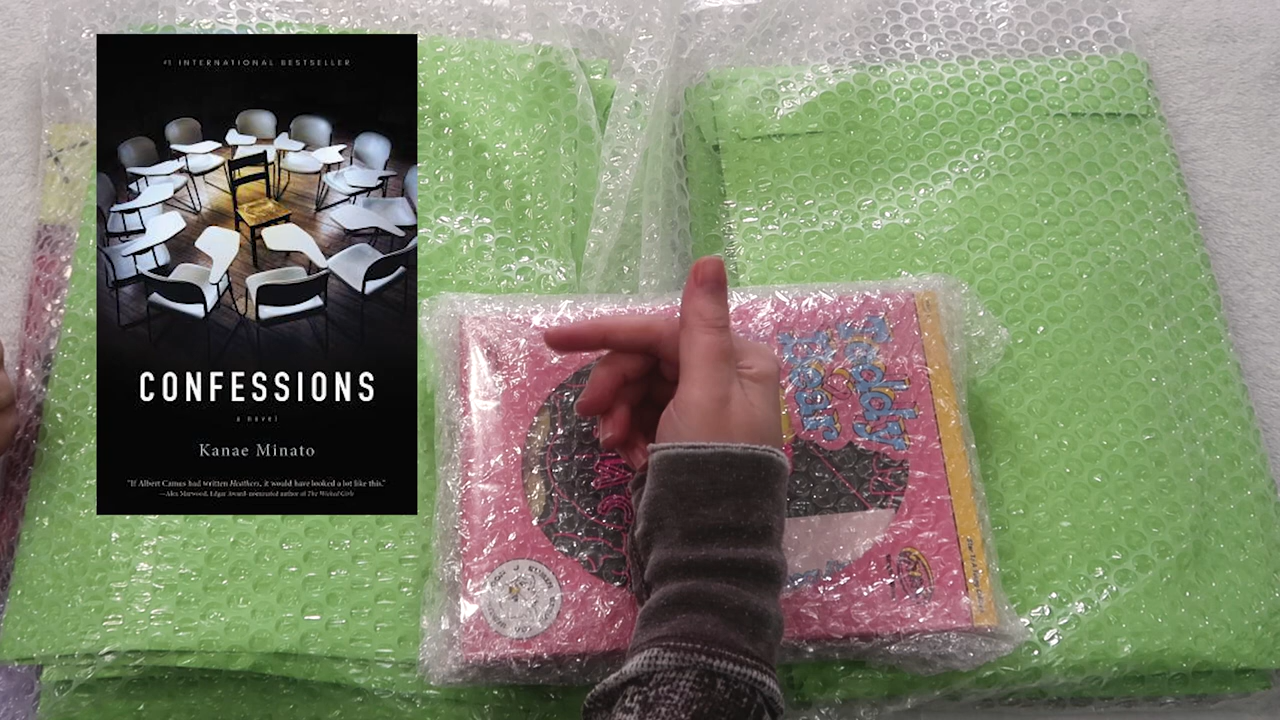 #1 INTERNATIONAL BESTSELLER
CONFESSIONS
a novel
Kanae Minato
"If Albert Camus had written Heathers, it would have looked a lot like this."
—Alex Marwood, Edgar Award-nominated author of The Wicked Girls
Teddy
Bear